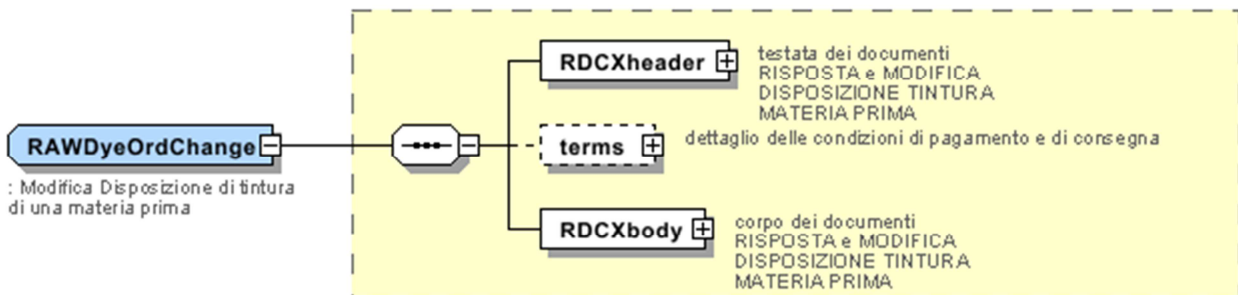 RDCXheader
testata dei documenti
RISPOSTA e MODIFICA
DISPOSIZIONE TINTURA
MATERIA PRIMA
RAWDyeOrdChange
: Modifica Disposizione di tintura
di una materia prima
terms
dettaglio delle condizioni di pagamento e di consegna
RDCXbody
corpo dei documenti
RISPOSTA e MODIFICA
DISPOSIZIONE TINTURA
MATERIA PRIMA